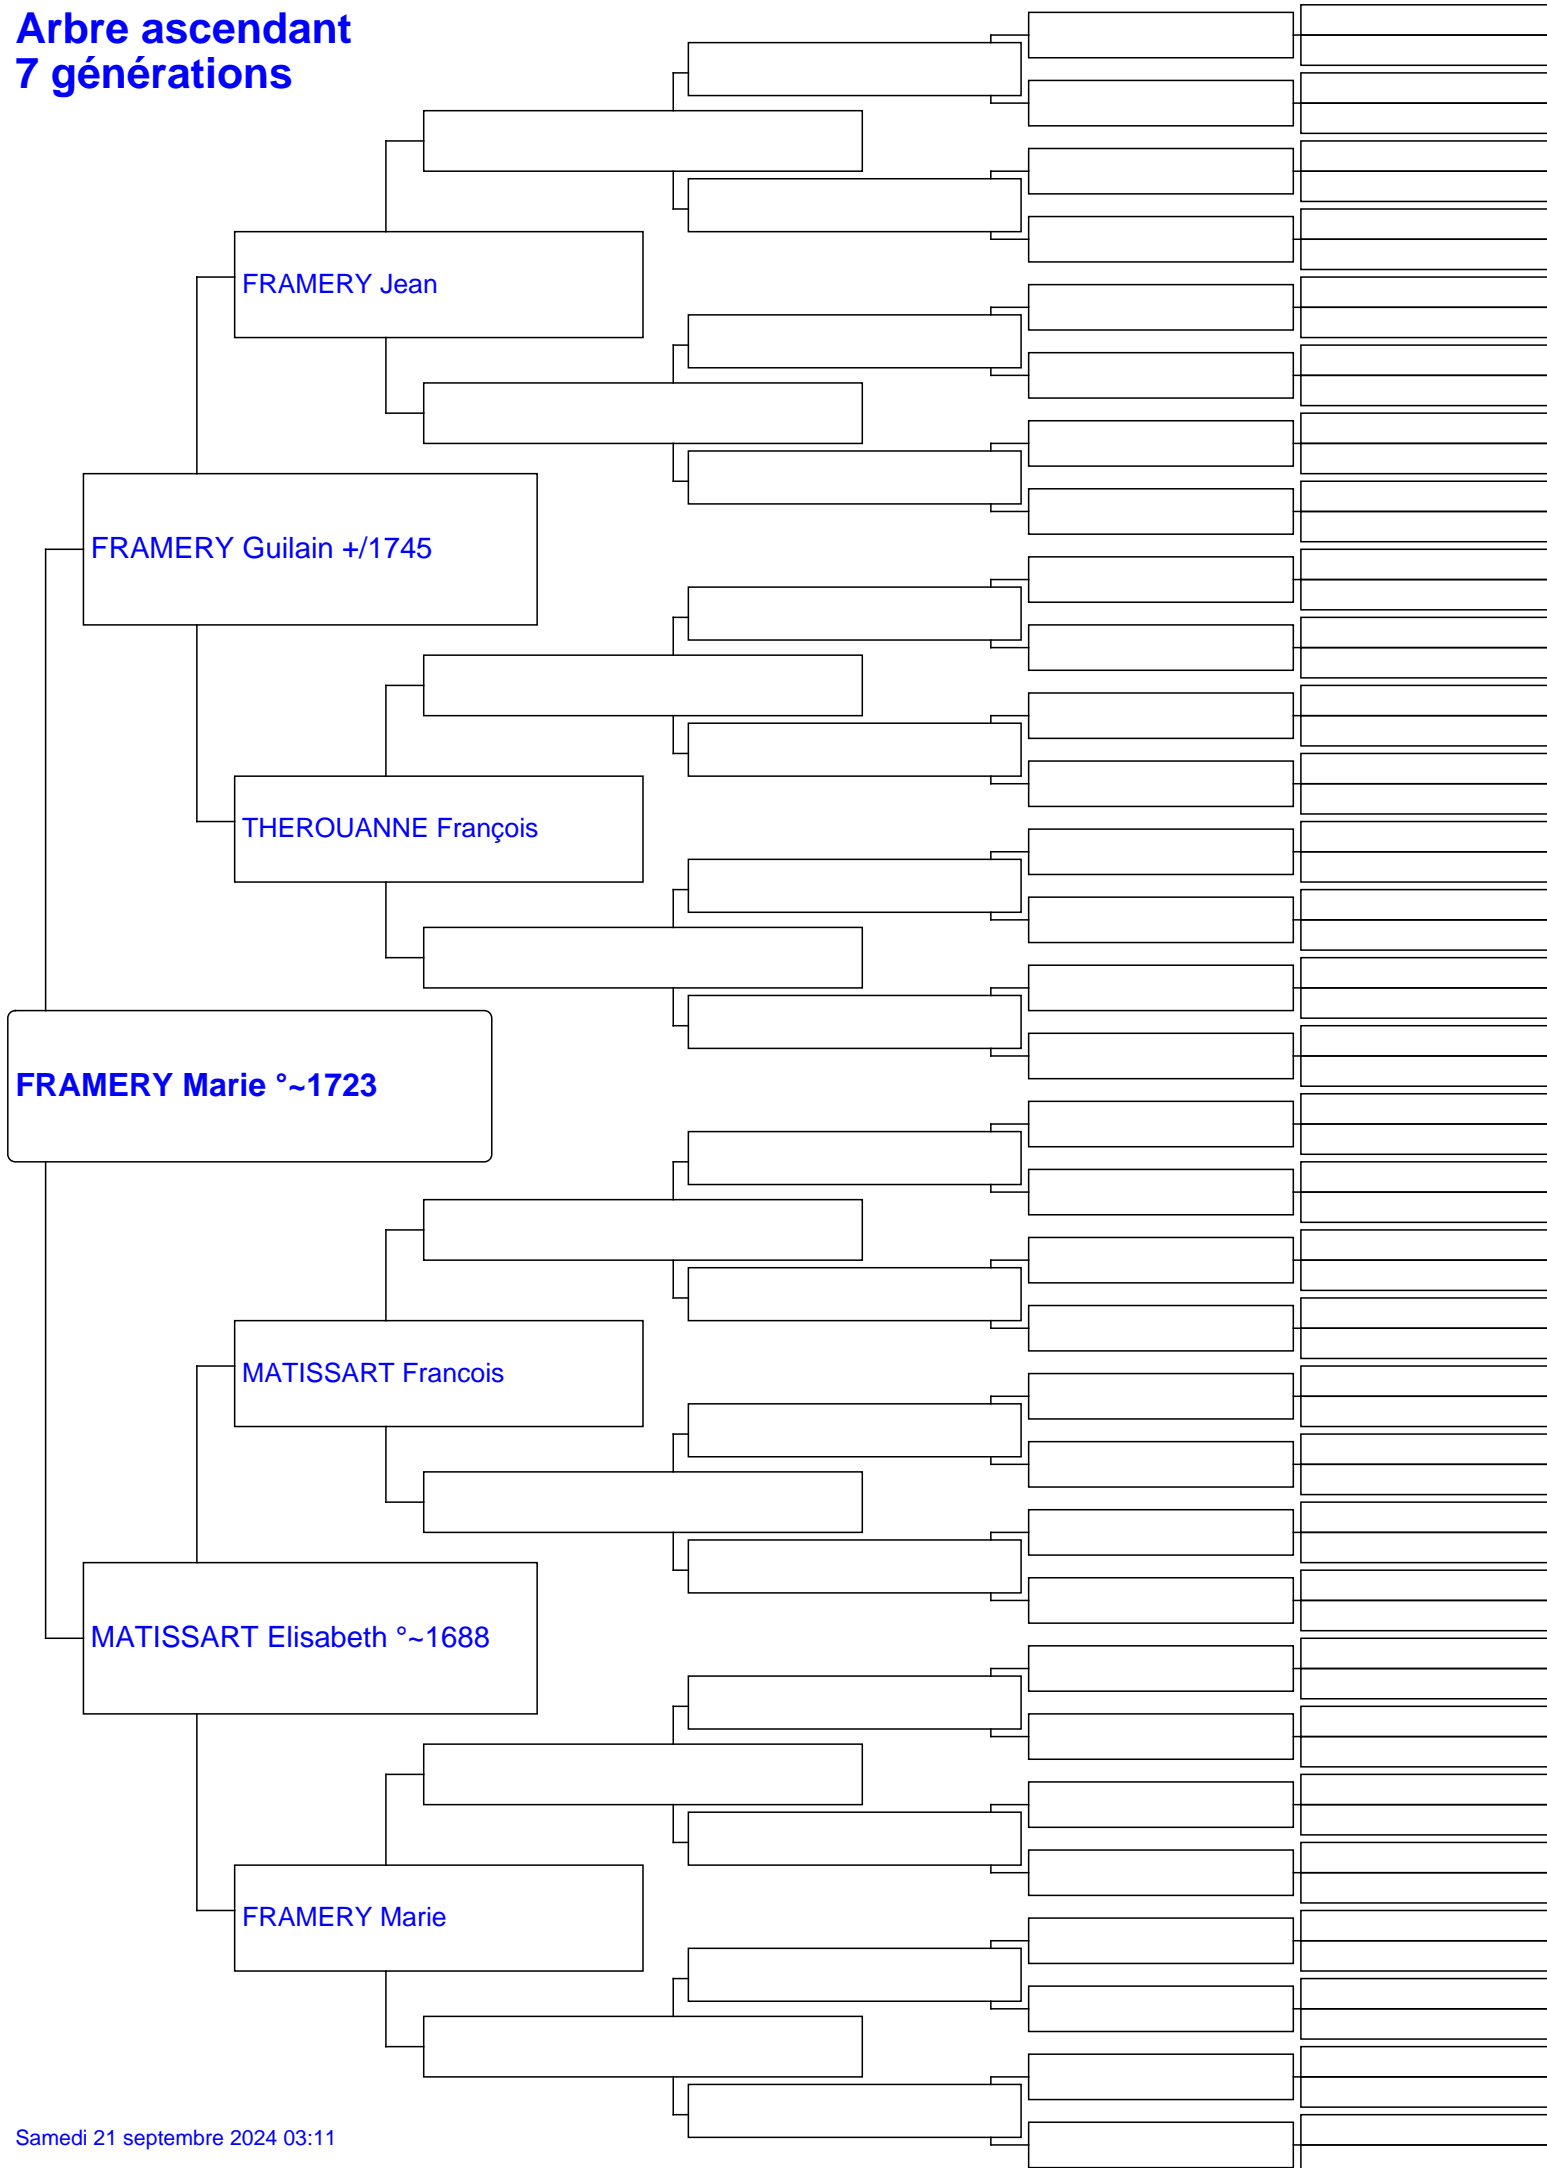 Arbre ascendant
7 générations
FRAMERY Jean
FRAMERY Guilain +/1745
THEROUANNE François
FRAMERY Marie °~1723
MATISSART Francois
MATISSART Elisabeth °~1688
FRAMERY Marie
Samedi 21 septembre 2024 03:11